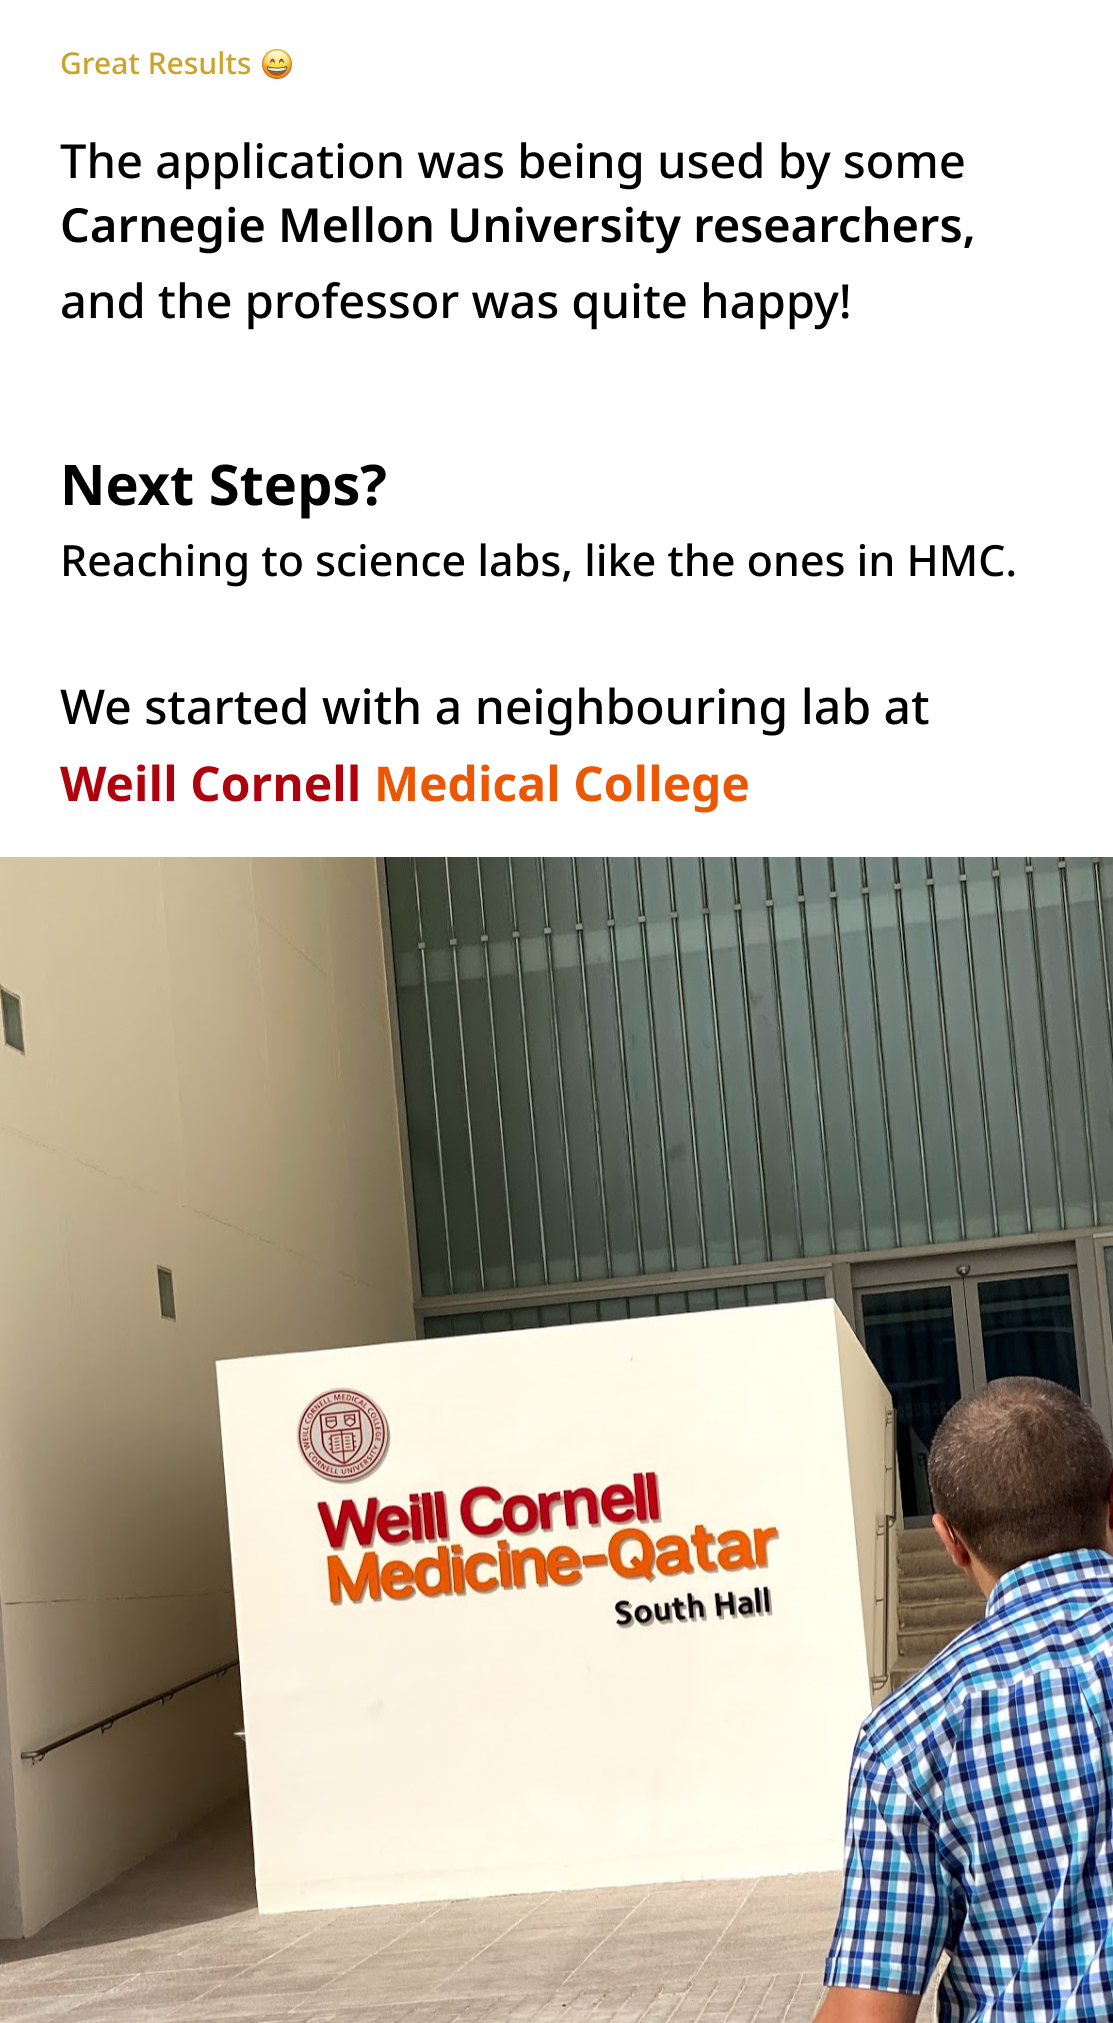 Great Results 😄
The application was being used by some
Carnegie Mellon University researchers,
and the professor was quite happy!
Next Steps?
Reaching to science labs, like the ones in HMC.
We started with a neighbouring lab at
Weill Cornell Medical College
WEILL CORNELL MEDICAL COLLEGE
CORNELL UNIVERSITY
Weill Cornell
Medicine-Qatar
South Hall